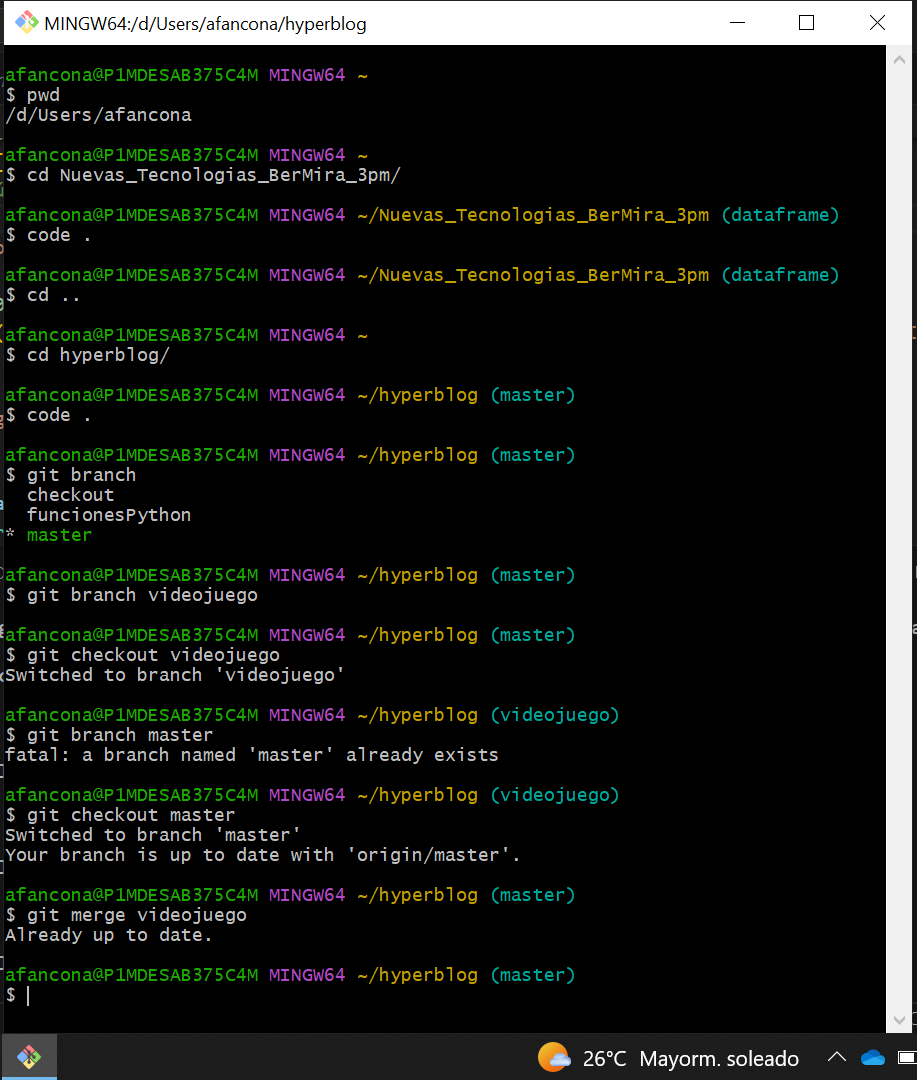 MINGW64:/d/Users/afancona/hyperblog
afancona@P1MDESAB375C4M MINGW64 ~
$ pwd
/d/Users/afancona
afancona@P1MDESAB375C4M MINGW64 ~
$ cd Nuevas_Tecnologias_BerMira_3pm/
afancona@P1MDESAB375C4M MINGW64 ~/Nuevas_Tecnologias_BerMira_3pm (dataframe)
$ code .
afancona@P1MDESAB375C4M MINGW64 ~/Nuevas_Tecnologias_BerMira_3pm (dataframe)
$ cd ..
afancona@P1MDESAB375C4M MINGW64 ~
$ cd hyperblog/
afancona@P1MDESAB375C4M MINGW64 ~/hyperblog (master)
$ code .
afancona@P1MDESAB375C4M MINGW64 ~/hyperblog (master)
$ git branch
  checkout
  funcionesPython
* master
afancona@P1MDESAB375C4M MINGW64 ~/hyperblog (master)
$ git branch videojuego
afancona@P1MDESAB375C4M MINGW64 ~/hyperblog (master)
$ git checkout videojuego
Switched to branch 'videojuego'
afancona@P1MDESAB375C4M MINGW64 ~/hyperblog (videojuego)
$ git branch master
fatal: a branch named 'master' already exists
afancona@P1MDESAB375C4M MINGW64 ~/hyperblog (videojuego)
$ git checkout master
Switched to branch 'master'
Your branch is up to date with 'origin/master'.
afancona@P1MDESAB375C4M MINGW64 ~/hyperblog (master)
$ git merge videojuego
Already up to date.
afancona@P1MDESAB375C4M MINGW64 ~/hyperblog (master)
$
26°C Mayorm. soleado